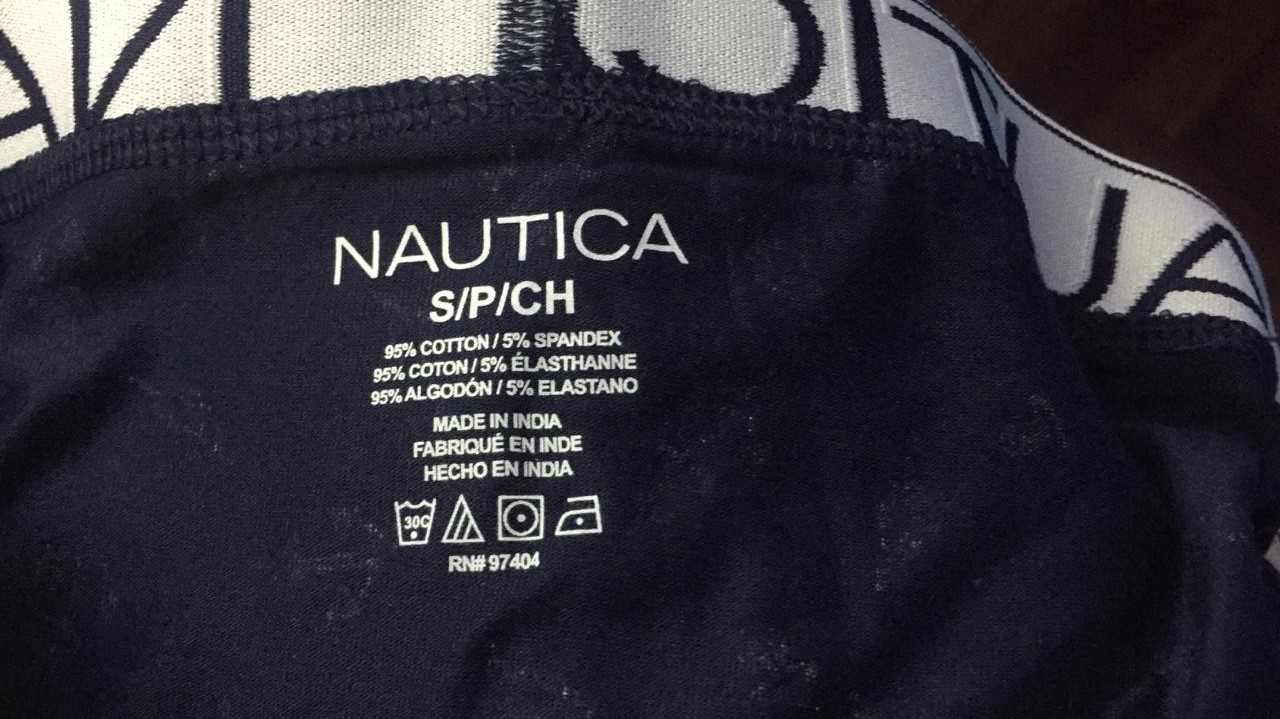 NAUTICA
S/P/CH
95% COTTON / 5% SPANDEX
95% COTON / 5% ÉLASTHANNE
95% ALGODÓN / 5% ELASTANO
MADE IN INDIA
FABRIQUÉ EN INDE
HECHO EN INDIA
30C
RN# 97404